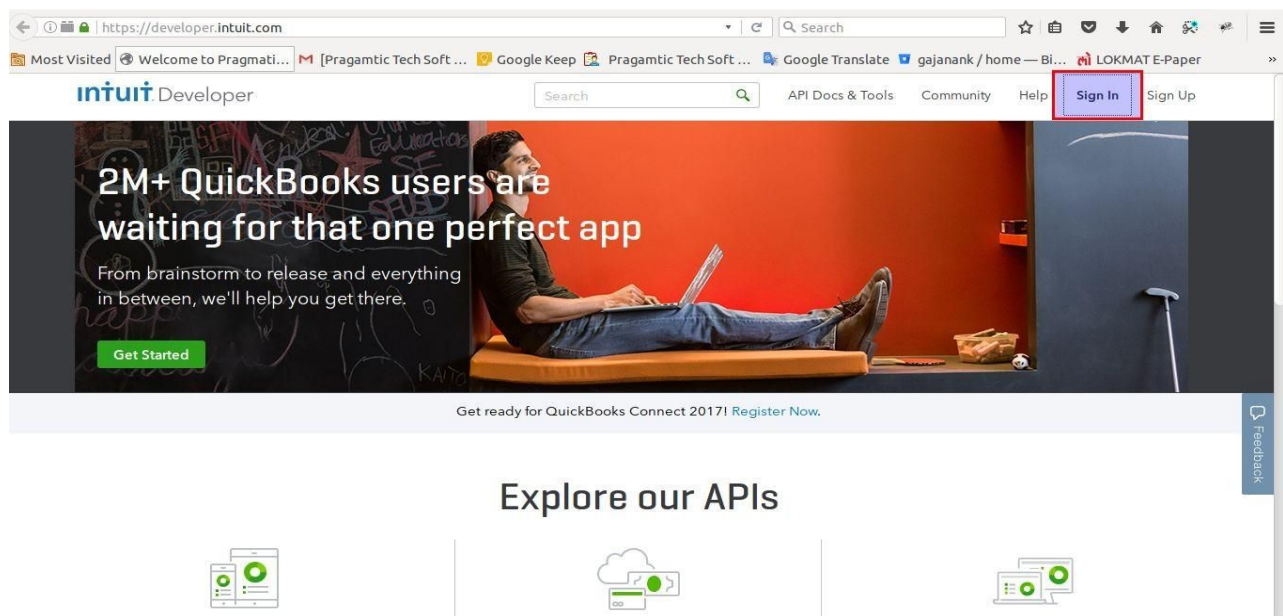 https://developer.intuit.com
Search
Most Visited
Welcome to Pragmati...
[Pragamtic Tech Soft ...
Google Keep
Pragamtic Tech Soft ...
Google Translate
gajanank / home — Bi...
LOKMAT E-Paper
»
intuit Developer
Search
API Docs & Tools
Community
Help
Sign In
Sign Up
2M+ QuickBooks users are
waiting for that one perfect app
From brainstorm to release and everything
in between, we'll help you get there.
Get Started
KAITO
Get ready for QuickBooks Connect 2017! Register Now.
Feedback
Explore our APIs